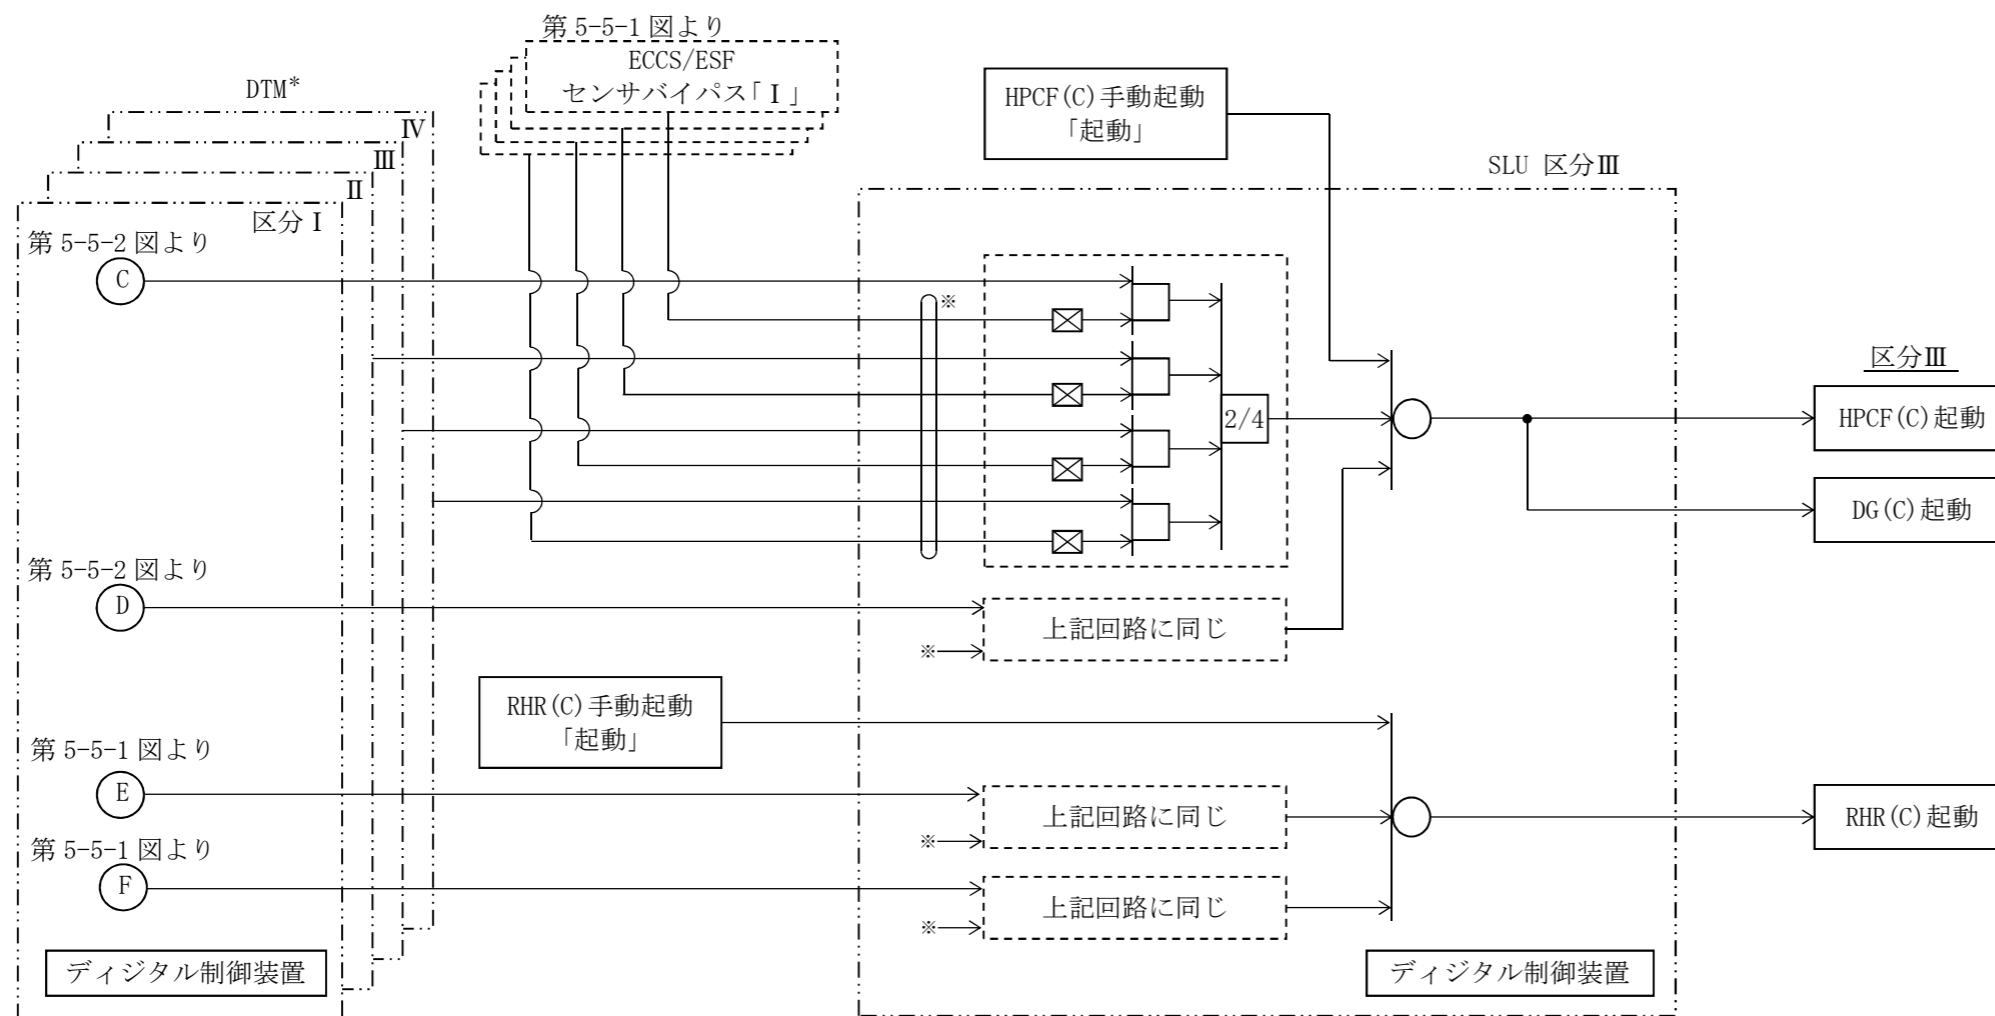 第 5-5-1 図より
ECCS/ESF
センサバイパス「Ⅰ」
DTM*
Ⅳ
Ⅲ
Ⅱ
区分Ⅰ
HPCF(C)手動起動
「起動」
SLU 区分Ⅲ
第 5-5-2 図より
C
※
2/4
区分Ⅲ
HPCF(C)起動
DG(C)起動
第 5-5-2 図より
D
上記回路に同じ
※
RHR(C)手動起動
「起動」
第 5-5-1 図より
E
上記回路に同じ
※
RHR(C)起動
第 5-5-1 図より
F
上記回路に同じ
※
ディジタル制御装置
ディジタル制御装置